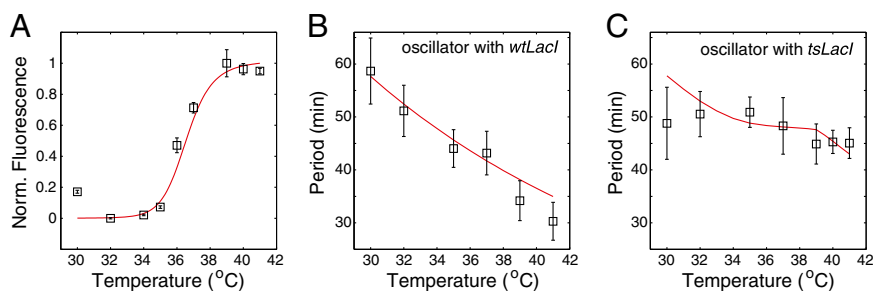 A
Norm. Fluorescence
1
0.8
0.6
0.4
0.2
0
30 32 34 36 38 40 42
Temperature (°C)
B
oscillator with wtLacI
Period (min)
60
50
40
30
30 32 34 36 38 40 42
Temperature (°C)
C
oscillator with tsLacI
Period (min)
60
50
40
30
30 32 34 36 38 40 42
Temperature (°C)